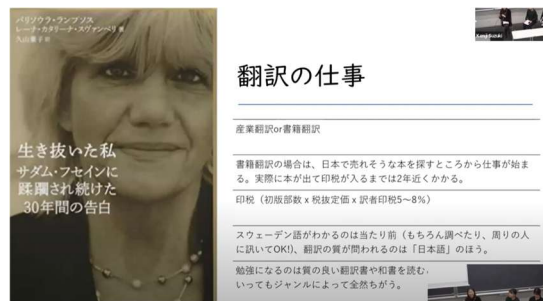 パリソウラ・ランプソス
レーナ・カタリーナ・スヴァンベリ 著
久山葉子 訳
生き抜いた私
サダム・フセインに
蹂躙され続けた
30年間の告白
翻訳の仕事
産業翻訳or書籍翻訳
書籍翻訳の場合は、日本で売れそうな本を探すところから仕事が始ま
る。実際に本が出て印税が入るまでは2年近くかかる。
印税（初版部数 x 税抜定価 x 訳者印税5〜8%）
スウェーデン語がわかるのは当たり前（もちろん調べたり、周りの人
に訊いてOK!)、翻訳の質が問われるのは「日本語」のほう。
勉強になるのは質の良い翻訳書や和書を読む。
いってもジャンルによって全然ちがう。